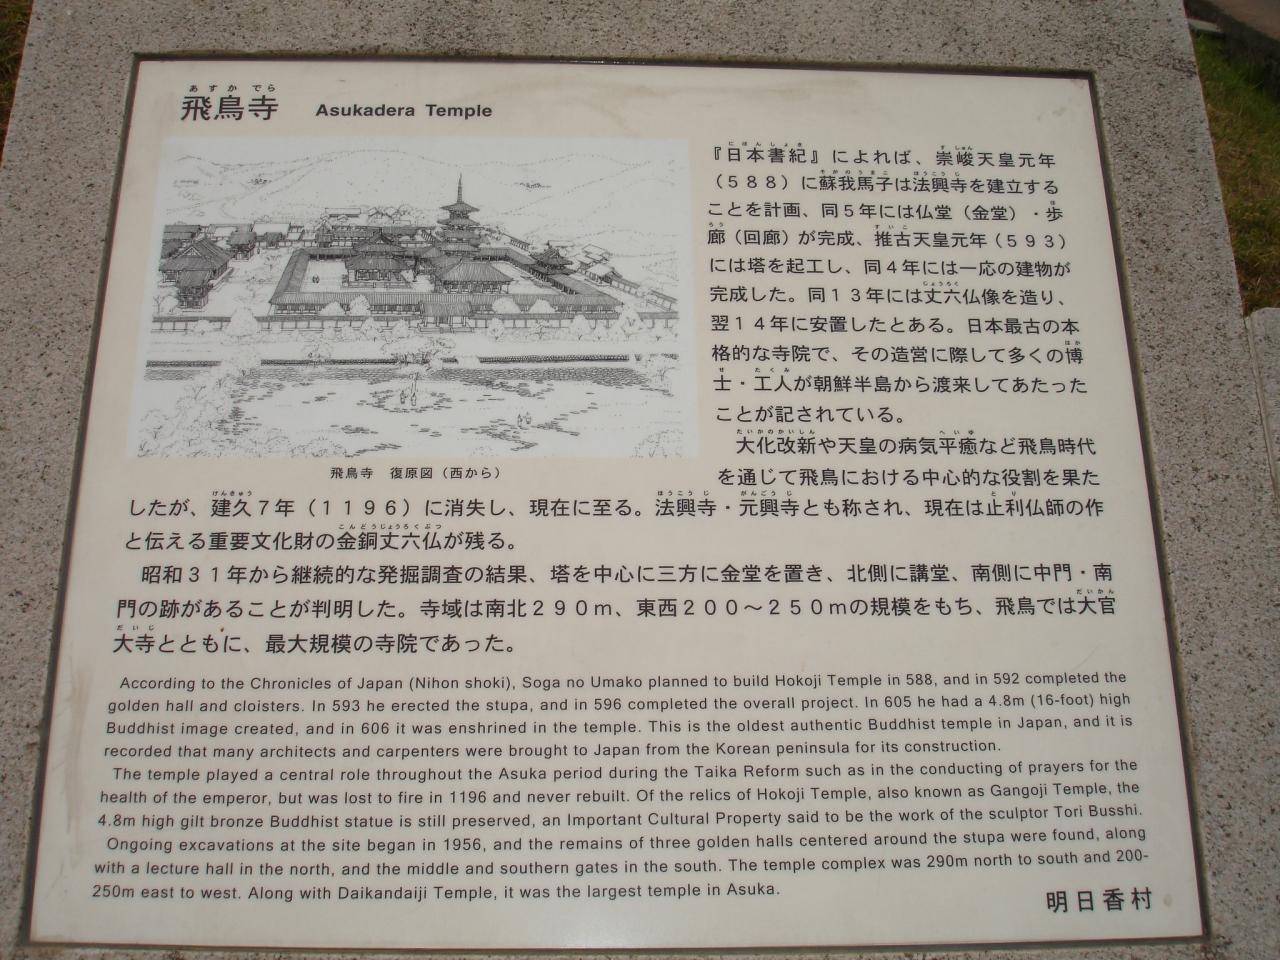 あすかでら
飛鳥寺 Asukadera Temple
『日本書紀』によれば、崇峻天皇元年
（５８８）に蘇我馬子は法興寺を建立する
ことを計画、同５年には仏堂（金堂）・歩
廊（回廊）が完成、推古天皇元年（５９３）
には塔を起工し、同４年には一応の建物が
完成した。同１３年には丈六仏像を造り、
翌１４年に安置したとある。日本最古の本
格的な寺院で、その造営に際して多くの博
士・工人が朝鮮半島から渡来してあたった
ことが記されている。
大化改新や天皇の病気平癒など飛鳥時代
を通じて飛鳥における中心的な役割を果た
飛鳥寺 復原図（西から）
したが、建久７年（１１９６）に消失し、現在に至る。法興寺・元興寺とも称され、現在は止利仏師の作
と伝える重要文化財の金銅丈六仏が残る。
昭和３１年から継続的な発掘調査の結果、塔を中心に三方に金堂を置き、北側に講堂、南側に中門・南
門の跡があることが判明した。寺域は南北２９０ｍ、東西２００～２５０ｍの規模をもち、飛鳥では大官
大寺とともに、最大規模の寺院であった。
According to the Chronicles of Japan (Nihon shoki), Soga no Umako planned to build Hokoji Temple in 588, and in 592 completed the
golden hall and cloisters. In 593 he erected the stupa, and in 596 completed the overall project. In 605 he had a 4.8m (16-foot) high
Buddhist image created, and in 606 it was enshrined in the temple. This is the oldest authentic Buddhist temple in Japan, and it is
recorded that many architects and carpenters were brought to Japan from the Korean peninsula for its construction.
The temple played a central role throughout the Asuka period during the Taika Reform such as in the conducting of prayers for the
health of the emperor, but was lost to fire in 1196 and never rebuilt. Of the relics of Hokoji Temple, also known as Gangoji Temple, the
4.8m high gilt bronze Buddhist statue is still preserved, an Important Cultural Property said to be the work of the sculptor Tori Busshi.
Ongoing excavations at the site began in 1956, and the remains of three golden halls centered around the stupa were found, along
with a lecture hall in the north, and the middle and southern gates in the south. The temple complex was 290m north to south and 200-
250m east to west. Along with Daikandaiji Temple, it was the largest temple in Asuka.
明日香村